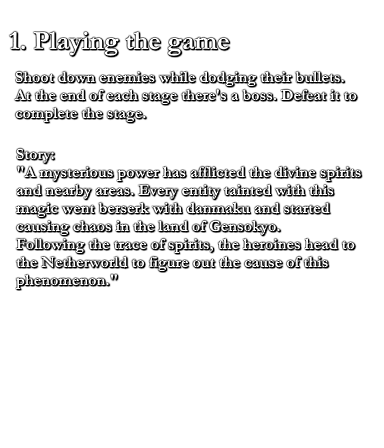 1. Playing the game
Shoot down enemies while dodging their bullets.
At the end of each stage there's a boss. Defeat it to
complete the stage.
Story:
"A mysterious power has afflicted the divine spirits
and nearby areas. Every entity tainted with this
magic went berserk with danmaku and started
causing chaos in the land of Gensokyo.
Following the trace of spirits, the heroines head to
the Netherworld to figure out the cause of this
phenomenon."